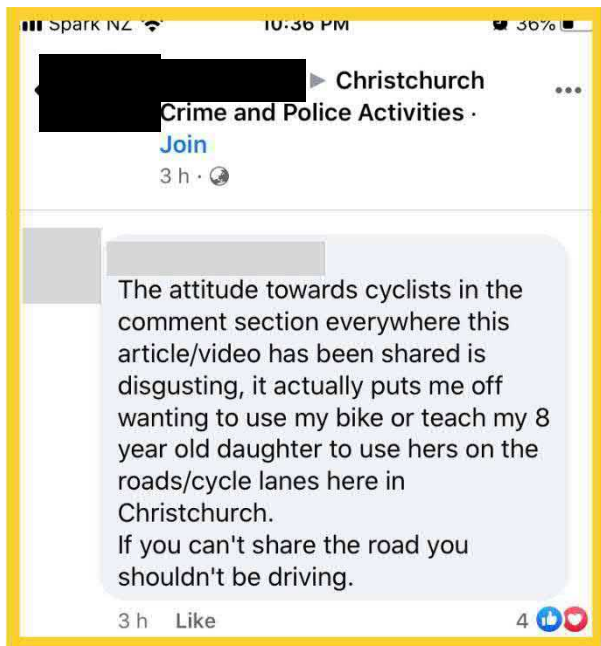 Spark NZ 10:36 PM 36%
▶ Christchurch
Crime and Police Activities ·
Join
3 h ·
The attitude towards cyclists in the
comment section everywhere this
article/video has been shared is
disgusting, it actually puts me off
wanting to use my bike or teach my 8
year old daughter to use hers on the
roads/cycle lanes here in
Christchurch.
If you can't share the road you
shouldn't be driving.
3 h Like 4